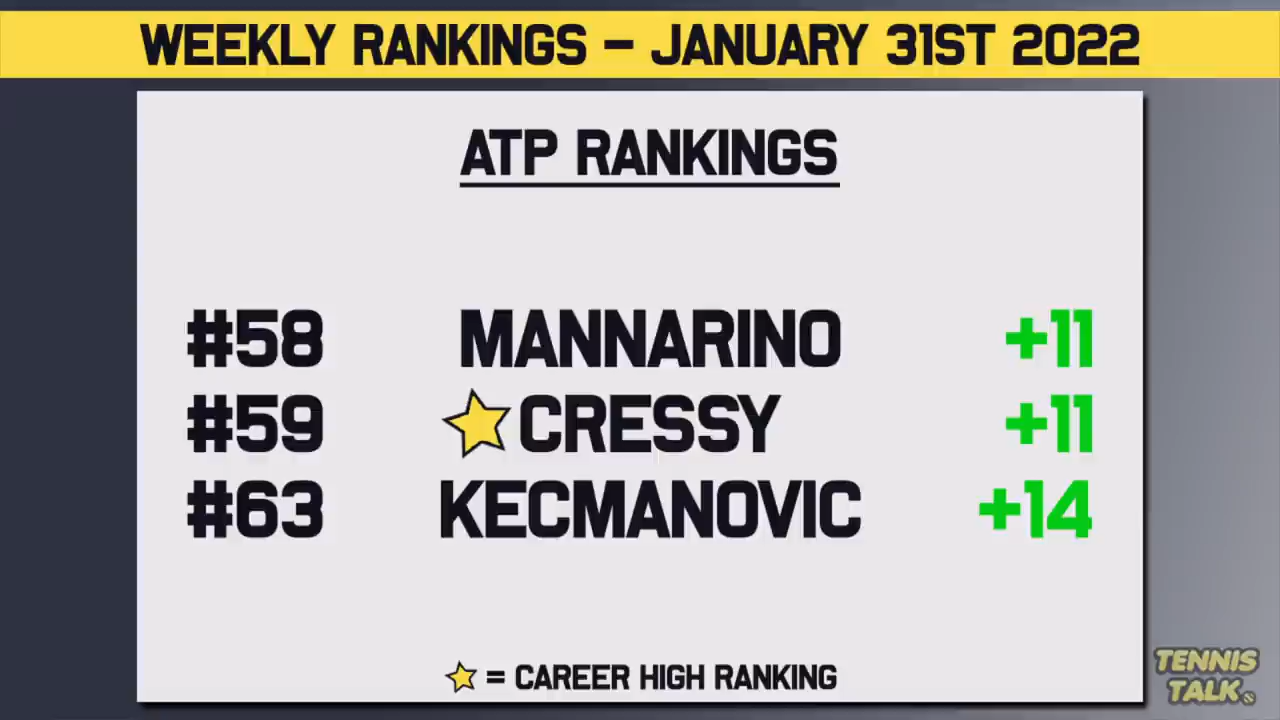 WEEKLY RANKINGS – JANUARY 31ST 2022
ATP RANKINGS
#58 MANNARINO +11
#59 CRESSY +11
#63 KECMANOVIC +14
= CAREER HIGH RANKING
TENNIS
TALK